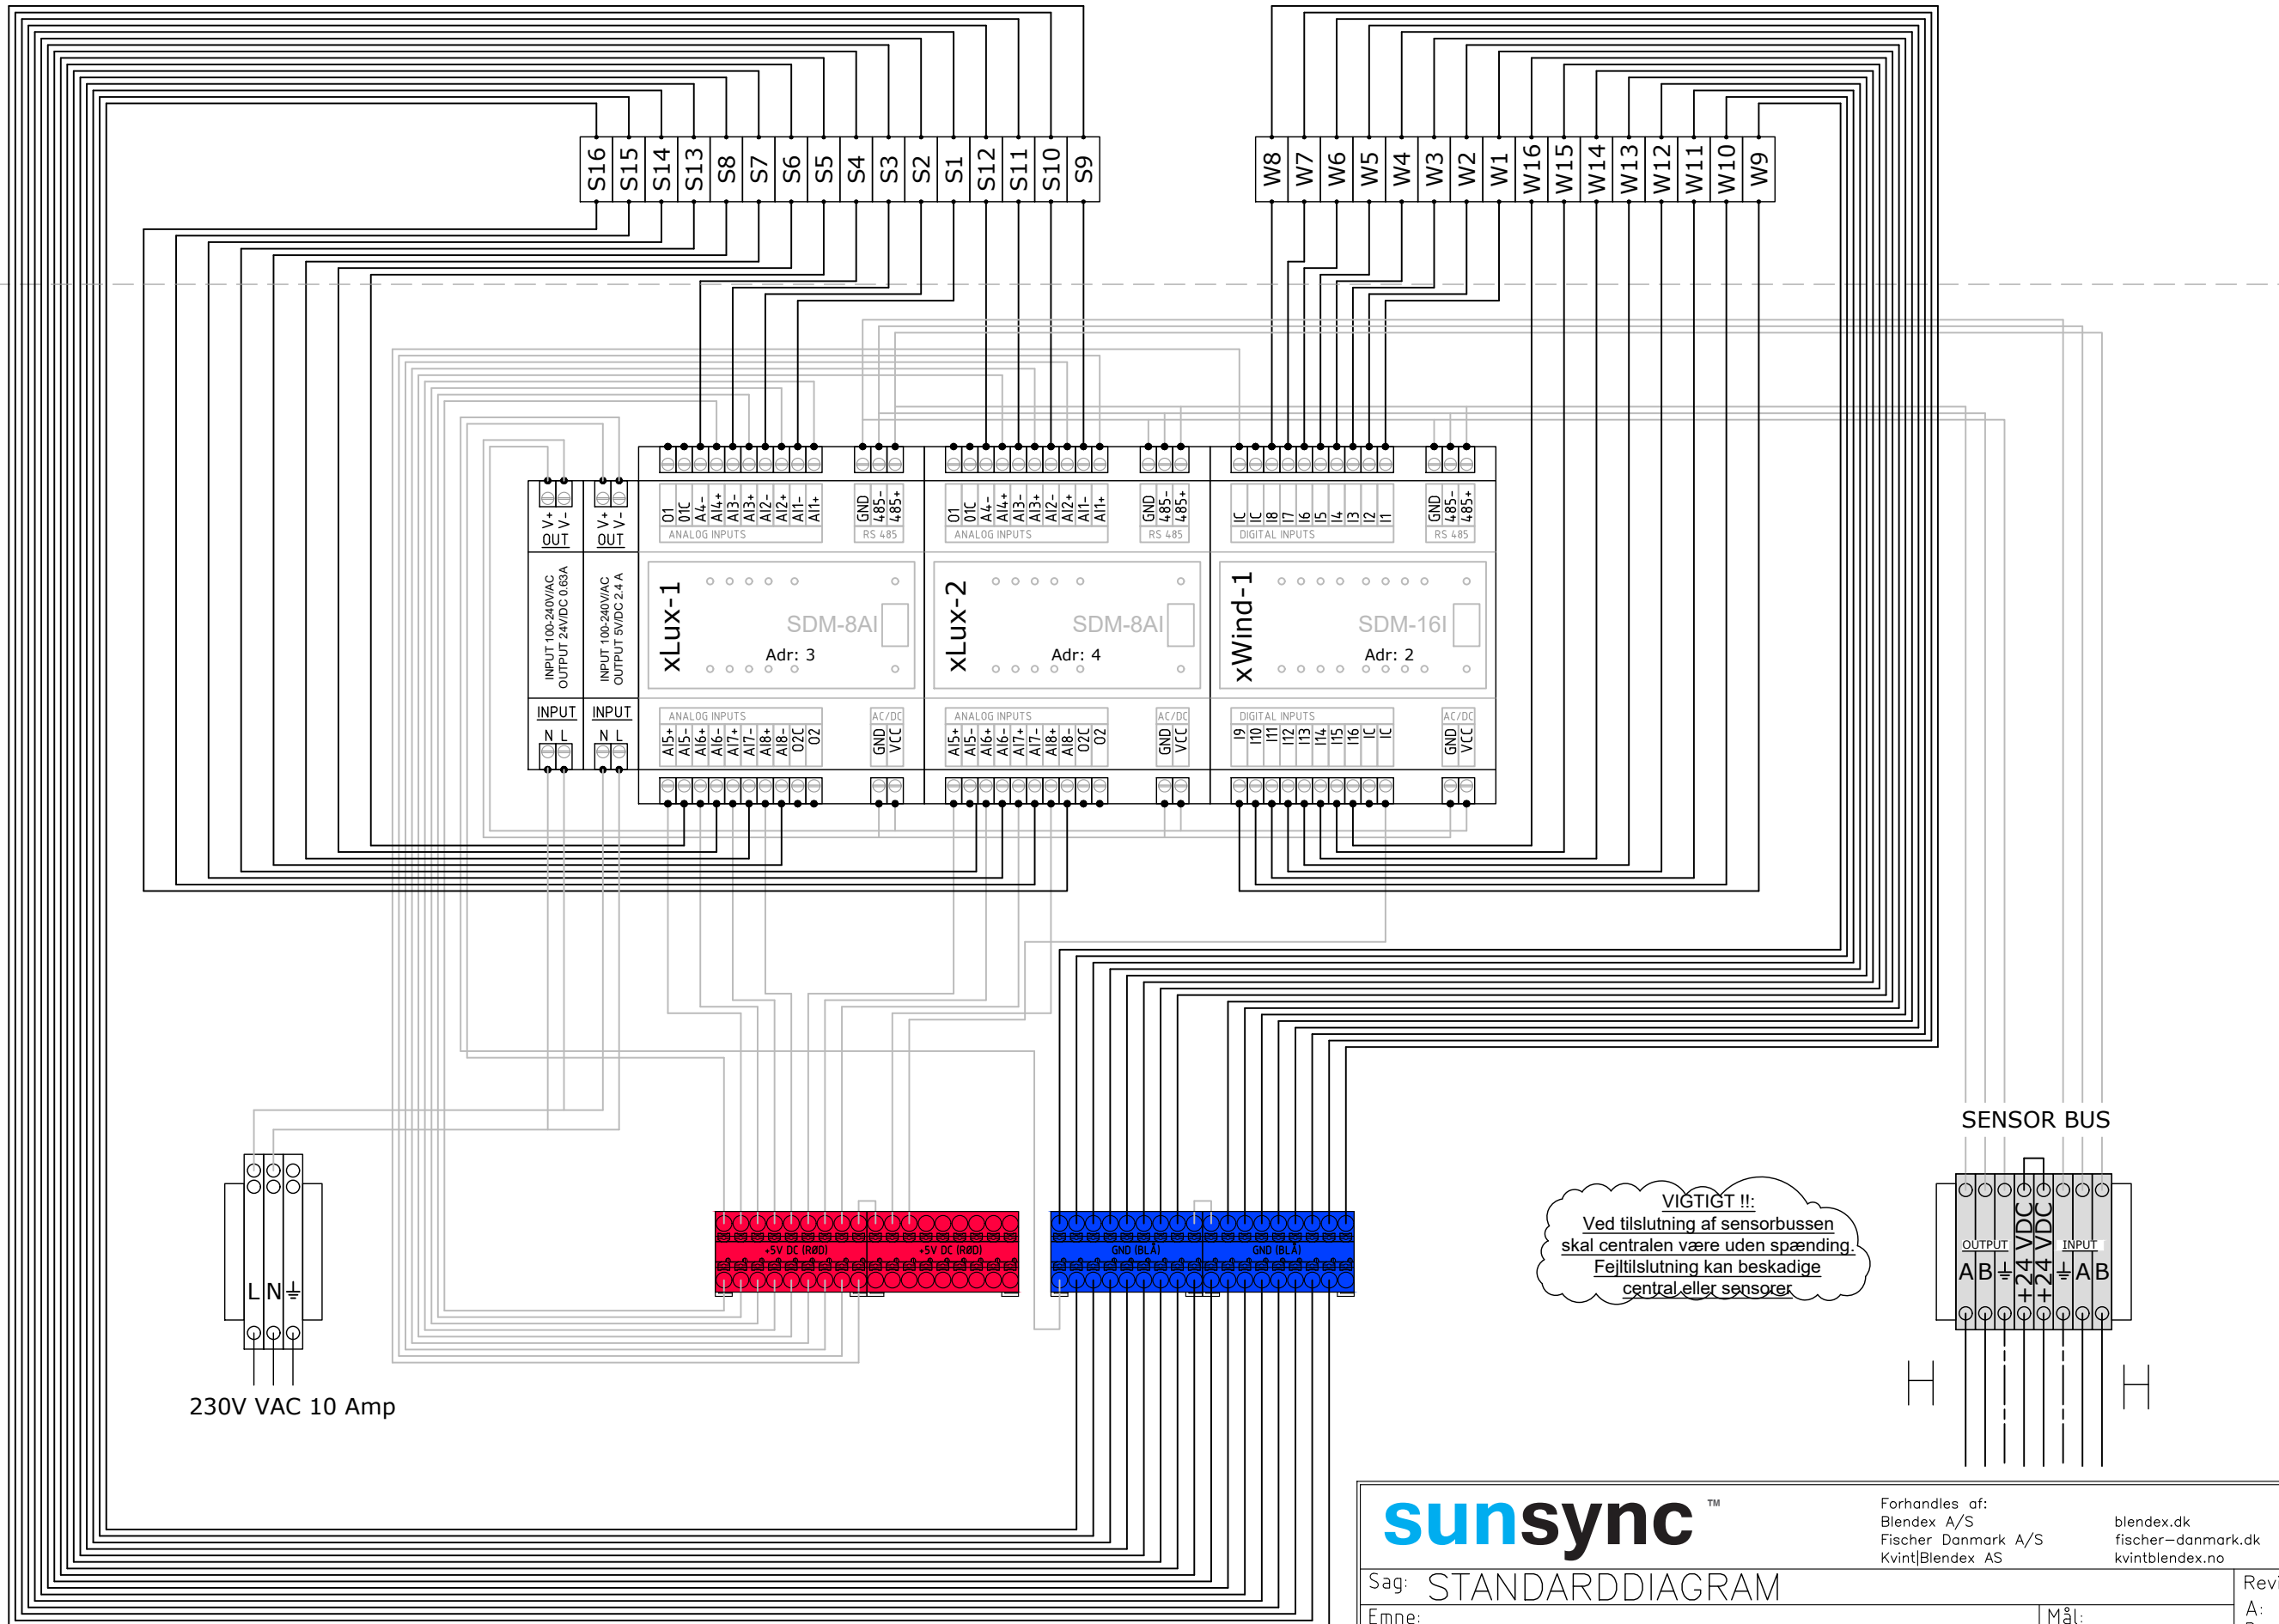 S16 S15 S14 S13 S8 S7 S6 S5 S4 S3 S2 S1 S12 S11 S10 S9
W8 W7 W6 W5 W4 W3 W2 W1 W16 W15 W14 W13 W12 W11 W10 W9
V+ V-
OUT
INPUT 100-240V/AC
OUTPUT 24V/DC 0.63A
INPUT
N L
V+ V-
OUT
INPUT 100-240V/AC
OUTPUT 5V/DC 2.4 A
INPUT
N L
O1 01C A4- AI4+ AI3- AI3+ AI2- AI2+ AI1- AI1+
ANALOG INPUTS
GND 485- 485+
RS 485
xLux-1
SDM-8AI
Adr: 3
ANALOG INPUTS
AI5+ AI5- AI6+ AI6- AI7+ AI7- AI8+ AI8- O2C O2
AC/DC
GND VCC
O1 01C A4- AI4+ AI3- AI3+ AI2- AI2+ AI1- AI1+
ANALOG INPUTS
GND 485- 485+
RS 485
xLux-2
SDM-8AI
Adr: 4
ANALOG INPUTS
AI5+ AI5- AI6+ AI6- AI7+ AI7- AI8+ AI8- O2C O2
AC/DC
GND VCC
IC IC I8 I7 I6 I5 I4 I3 I2 I1
DIGITAL INPUTS
GND 485- 485+
RS 485
xWind-1
SDM-16I
Adr: 2
DIGITAL INPUTS
I9 I10 I11 I12 I13 I14 I15 I16 IC IC
AC/DC
GND VCC
L N
230V VAC 10 Amp
+5V DC (RØD)
+5V DC (RØD)
GND (BLÅ)
GND (BLÅ)
VIGTIGT !!:
Ved tilslutning af sensorbussen
skal centralen være uden spænding.
Fejltilslutning kan beskadige
central eller sensorer
SENSOR BUS
OUTPUT
A B
+24 VDC
+24 VDC
INPUT
A B
sunsync ™
Forhandles af:
Blendex A/S blendex.dk
Fischer Danmark A/S fischer-danmark.dk
Kvint|Blendex AS kvintblendex.no
Sag: STANDARDDIAGRAM
Revi
Emne:
Mål:
A: